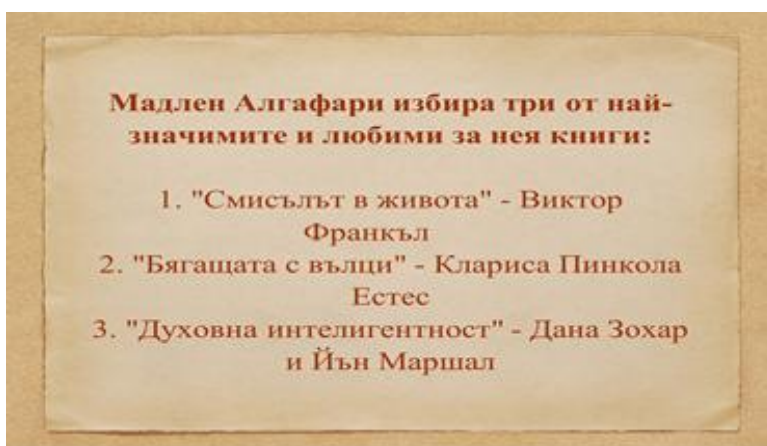 Мадлен Алгафари избира три от най-
значимите и любими за нея книги:
1. "Смисълът в живота" - Виктор
Франкъл
2. "Бягащата с вълци" - Клариса Пинкола
Естес
3. "Духовна интелигентност" - Дана Зохар
и Йън Маршал